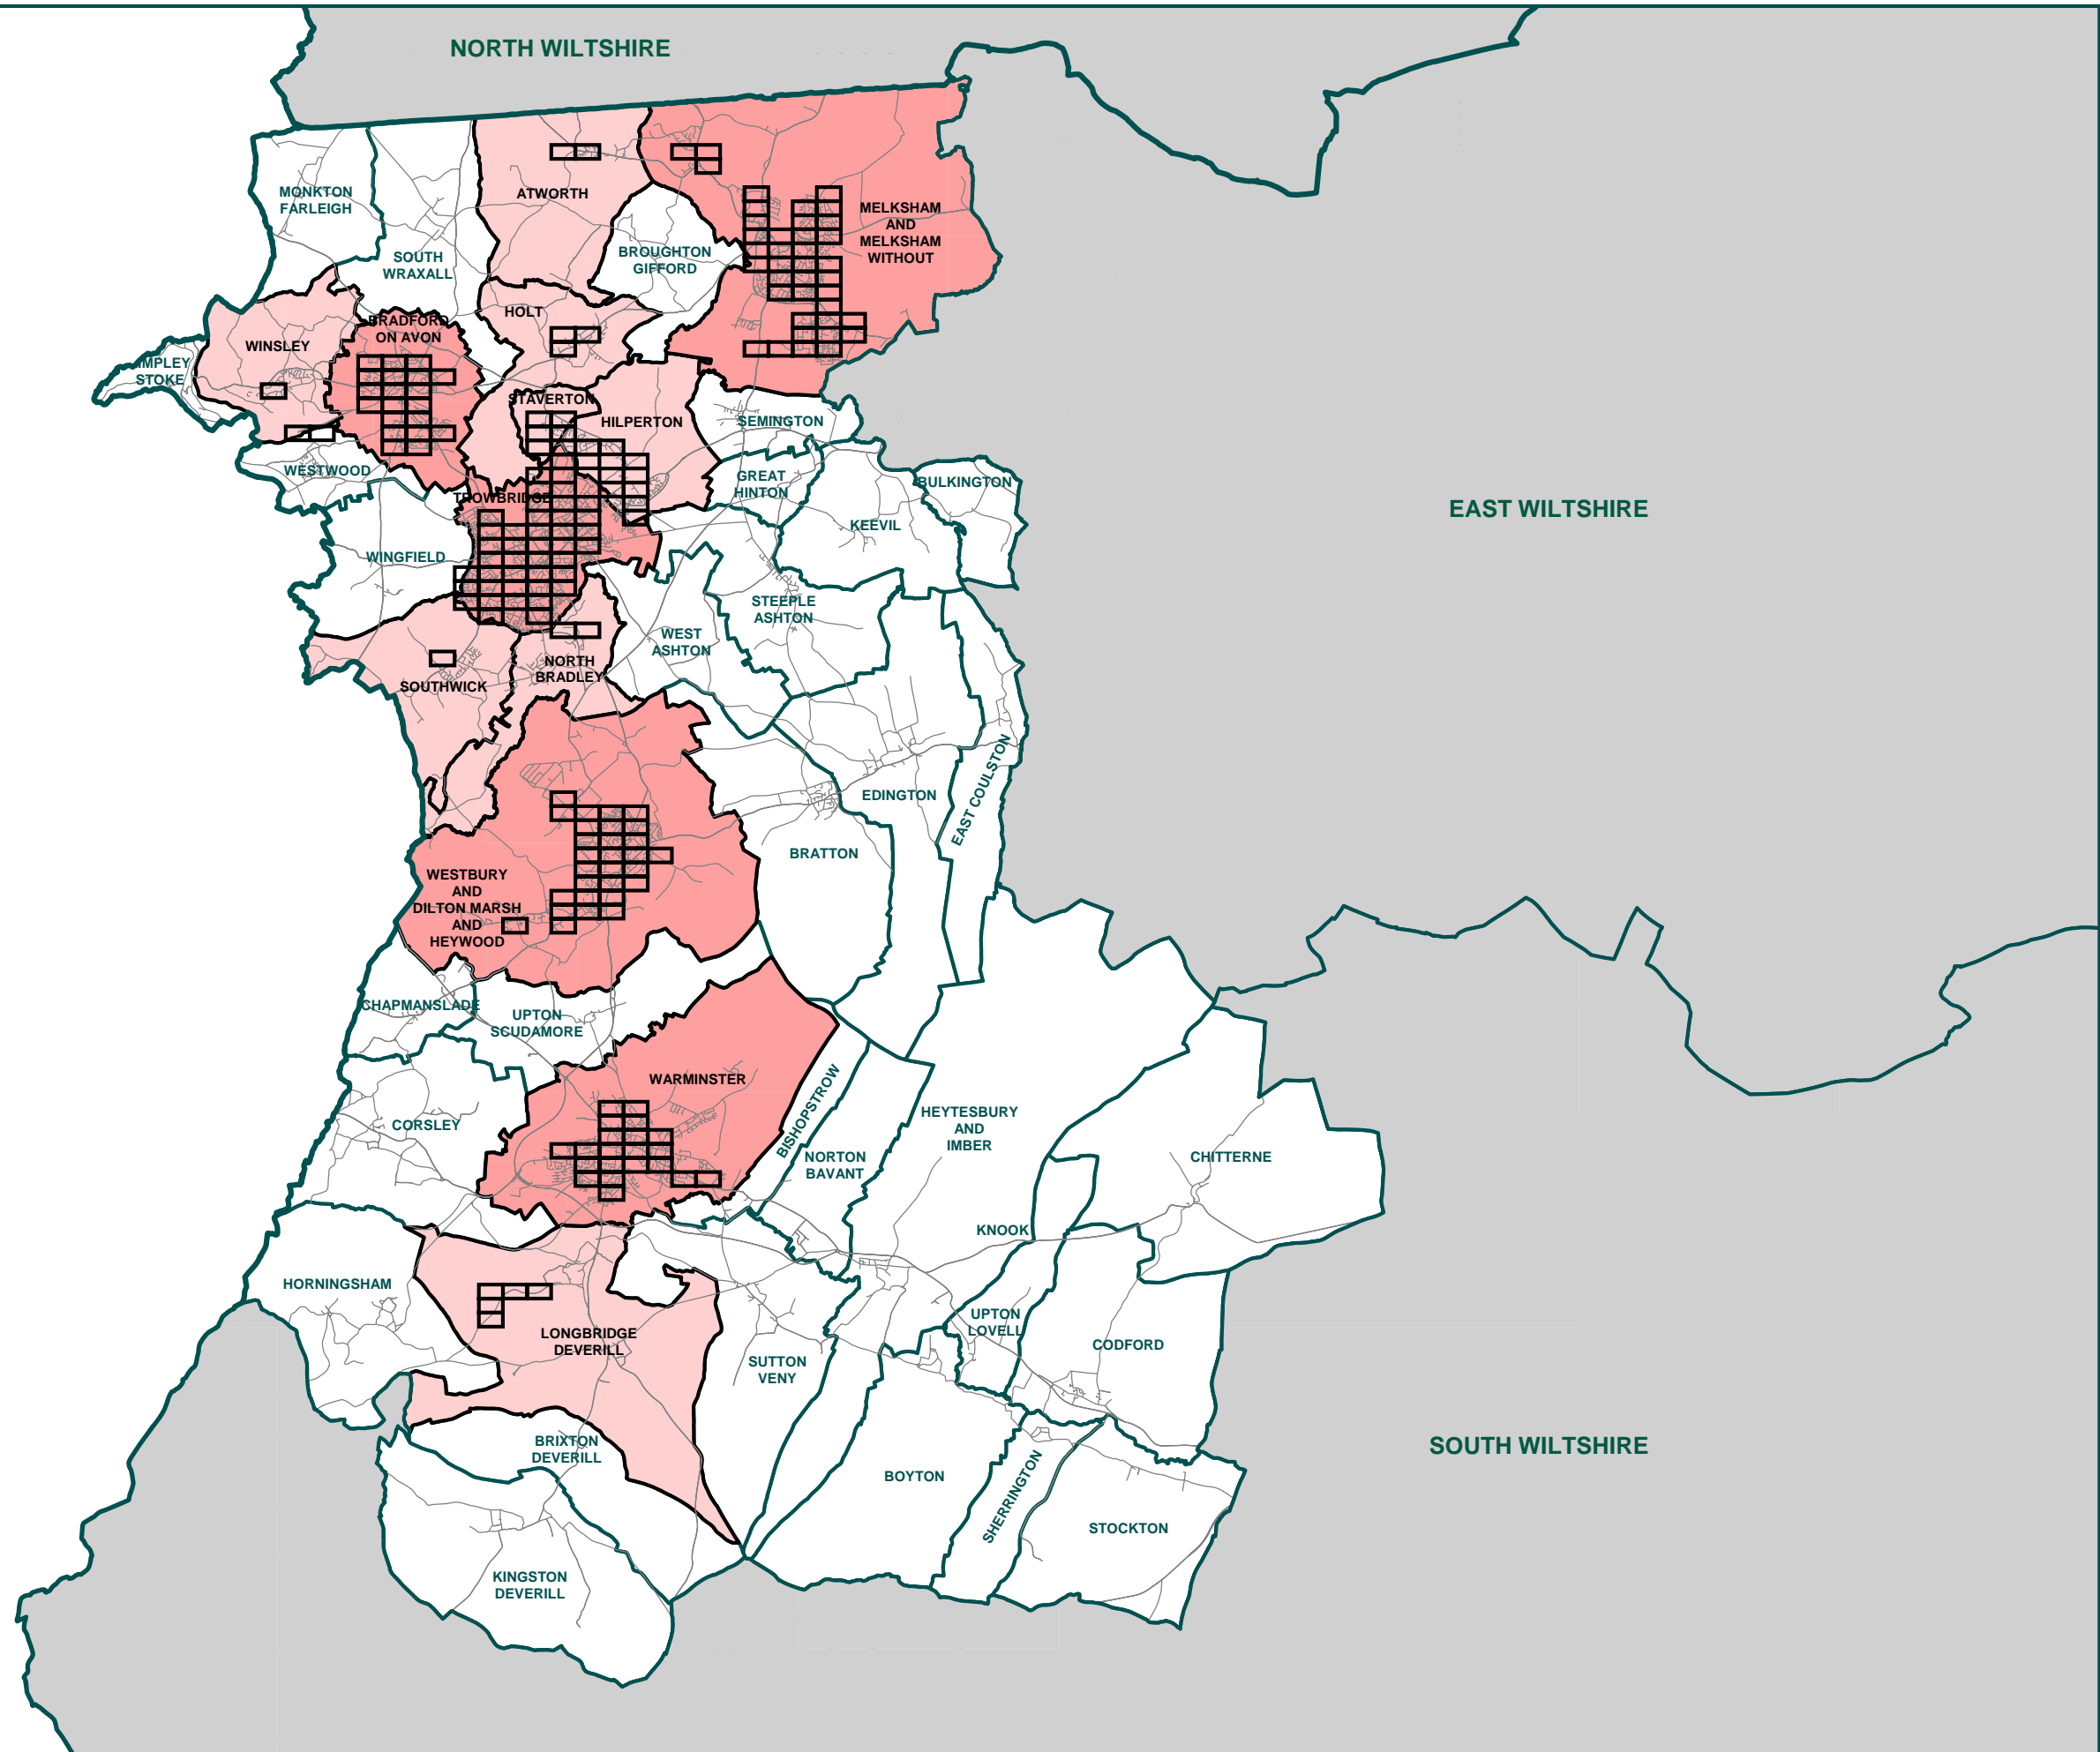 NORTH WILTSHIRE
MONKTON
FARLEIGH
ATWORTH
MELKSHAM
AND
MELKSHAM
WITHOUT
SOUTH
WRAXALL
BROUGHTON
GIFFORD
HOLT
BRADFORD
ON AVON
WINSLEY
IMPLEY
STOKE
STAVERTON
HILPERTON
SEMINGTON
WESTWOOD
GREAT
HINTON
BULKINGTON
TROWBRIDGE
EAST WILTSHIRE
KEEVIL
WINGFIELD
STEEPLE
ASHTON
WEST
ASHTON
NORTH
BRADLEY
SOUTHWICK
EDINGTON
EAST COULSTON
BRATTON
WESTBURY
AND
DILTON MARSH
AND
HEYWOOD
CHAPMANSLADE
UPTON
SCUDAMORE
WARMINSTER
BISHOPSTROW
CORSLEY
HEYTESBURY
AND
IMBER
NORTON
BAVANT
CHITTERNE
KNOOK
HORNINGSHAM
LONGBRIDGE
DEVERILL
UPTON
LOVELL
CODFORD
SUTTON
VENY
BRIXTON
DEVERILL
SOUTH WILTSHIRE
BOYTON
SHERRINGTON
STOCKTON
KINGSTON
DEVERILL